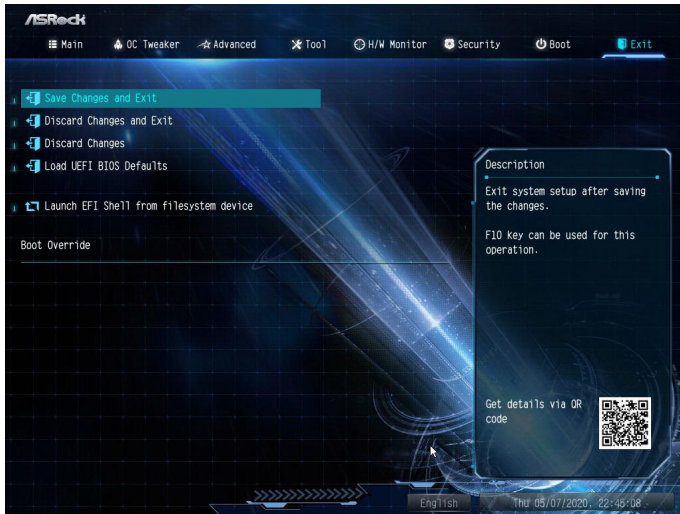 ASRock
Main OC Tweaker Advanced Tool H/W Monitor Security Boot Exit
Save Changes and Exit
Discard Changes and Exit
Discard Changes
Load UEFI BIOS Defaults
Launch EFI Shell from filesystem device
Boot Override
Description
Exit system setup after saving
the changes.
F10 key can be used for this
operation.
Get details via QR
code
English
Thu 05/07/2020, 22:45:08